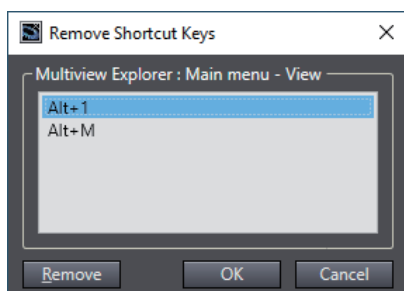 Remove Shortcut Keys
Multiview Explorer : Main menu - View
Alt+1
Alt+M
Remove OK Cancel